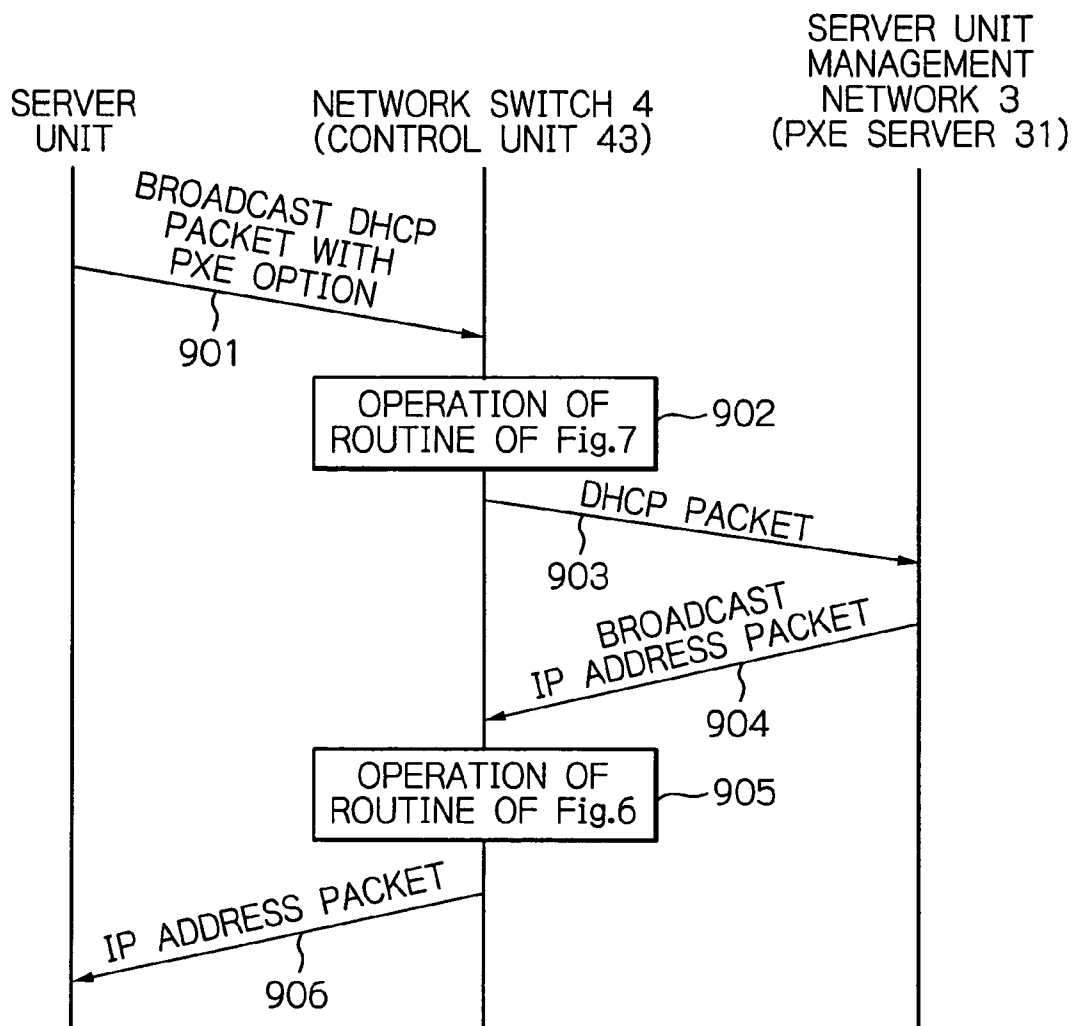 SERVER
UNIT
NETWORK SWITCH 4
(CONTROL UNIT 43)
SERVER UNIT
MANAGEMENT
NETWORK 3
(PXE SERVER 31)
BROADCAST DHCP
PACKET WITH
PXE OPTION
901
OPERATION OF
ROUTINE OF Fig.7
902
DHCP PACKET
903
BROADCAST
IP ADDRESS PACKET
904
OPERATION OF
ROUTINE OF Fig.6
905
IP ADDRESS PACKET
906